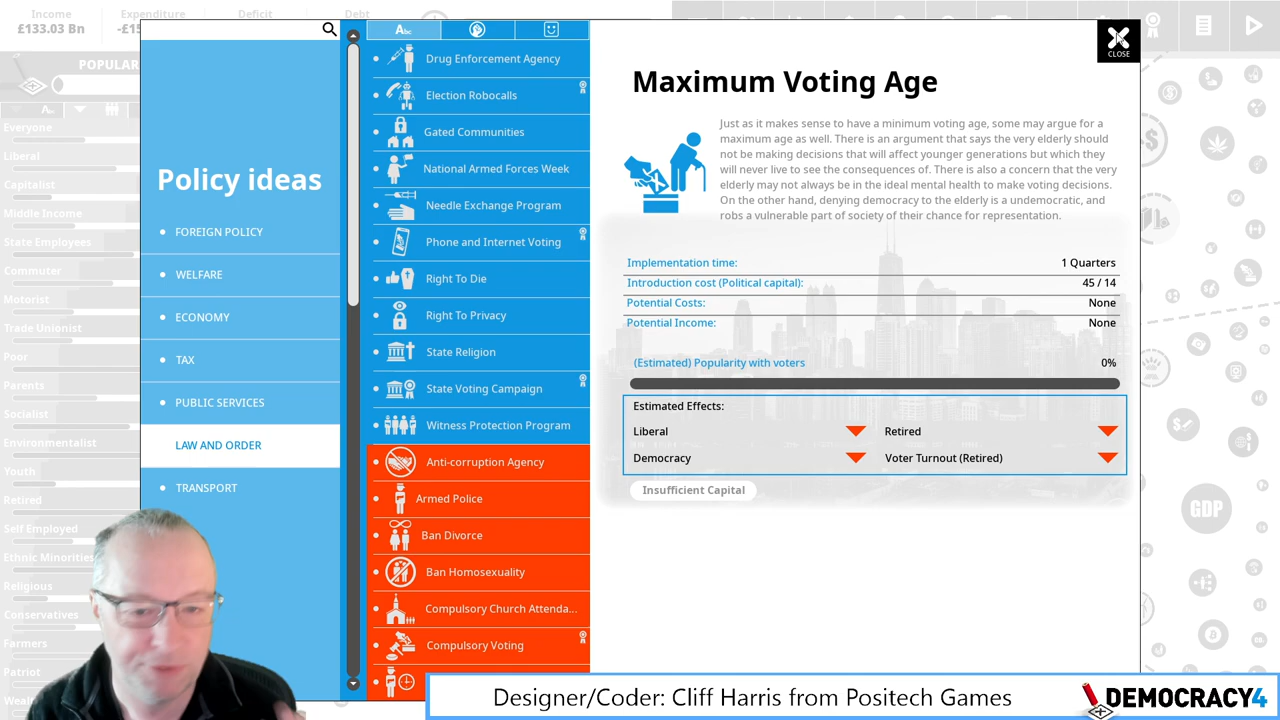 Income
Expenditure
Deficit
Debt
£133.03 Bn
POPULAR
Everyone
Liberal
Capitalist
Middle Income
State Employees
Commuter
Motorist
Trade Unionist
Poor
Parents
Socialist
Environmentalist
Youth
Retired
Self Employed
Ethnic Minorities
Religious
Conservatives
Farmers
Patriot
Policy ideas
FOREIGN POLICY
WELFARE
ECONOMY
TAX
PUBLIC SERVICES
LAW AND ORDER
TRANSPORT
Abc
Drug Enforcement Agency
Election Robocalls
Gated Communities
National Armed Forces Week
Needle Exchange Program
Phone and Internet Voting
Right To Die
Right To Privacy
State Religion
State Voting Campaign
Witness Protection Program
Anti-corruption Agency
Armed Police
Ban Divorce
Ban Homosexuality
Compulsory Church Attenda...
Compulsory Voting
CLOSE
Maximum Voting Age
Just as it makes sense to have a minimum voting age, some may argue for a
maximum age as well. There is an argument that says the very elderly should
not be making decisions that will affect younger generations but which they
will never live to see the consequences of. There is also a concern that the very
elderly may not always be in the ideal mental health to make voting decisions.
On the other hand, denying democracy to the elderly is a undemocratic, and
robs a vulnerable part of society of their chance for representation.
Implementation time: 1 Quarters
Introduction cost (Political capital): 45 / 14
Potential Costs: None
Potential Income: None
(Estimated) Popularity with voters 0%
Estimated Effects:
Liberal Retired
Democracy Voter Turnout (Retired)
Insufficient Capital
GDP
Designer/Coder: Cliff Harris from Positech Games
DEMOCRACY4